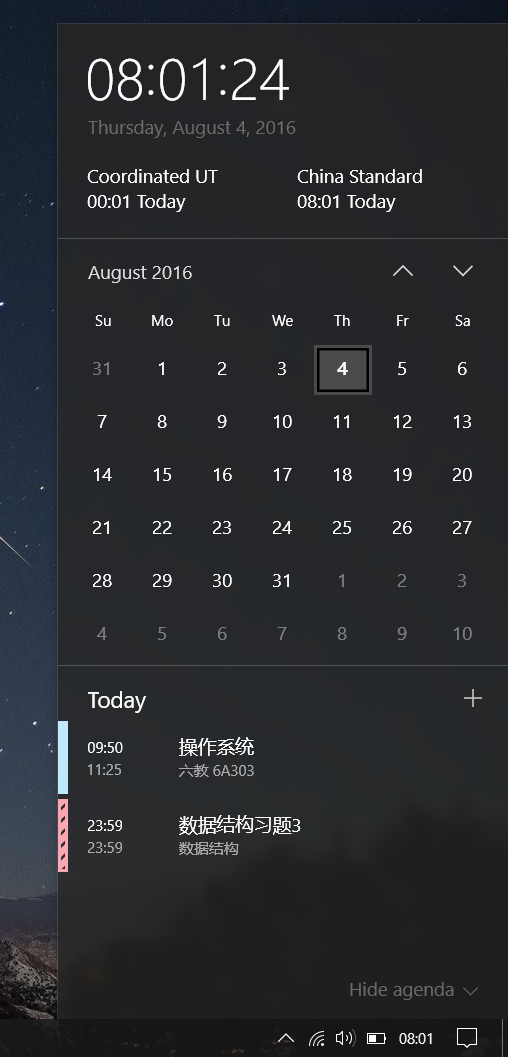 08:01:24
Thursday, August 4, 2016
Coordinated UT China Standard
00:01 Today 08:01 Today
August 2016
Su Mo Tu We Th Fr Sa
31 1 2 3 4 5 6
7 8 9 10 11 12 13
14 15 16 17 18 19 20
21 22 23 24 25 26 27
28 29 30 31 1 2 3
4 5 6 7 8 9 10
Today
09:50 操作系统
11:25 六教 6A303
23:59 数据结构习题3
23:59 数据结构
Hide agenda
08:01